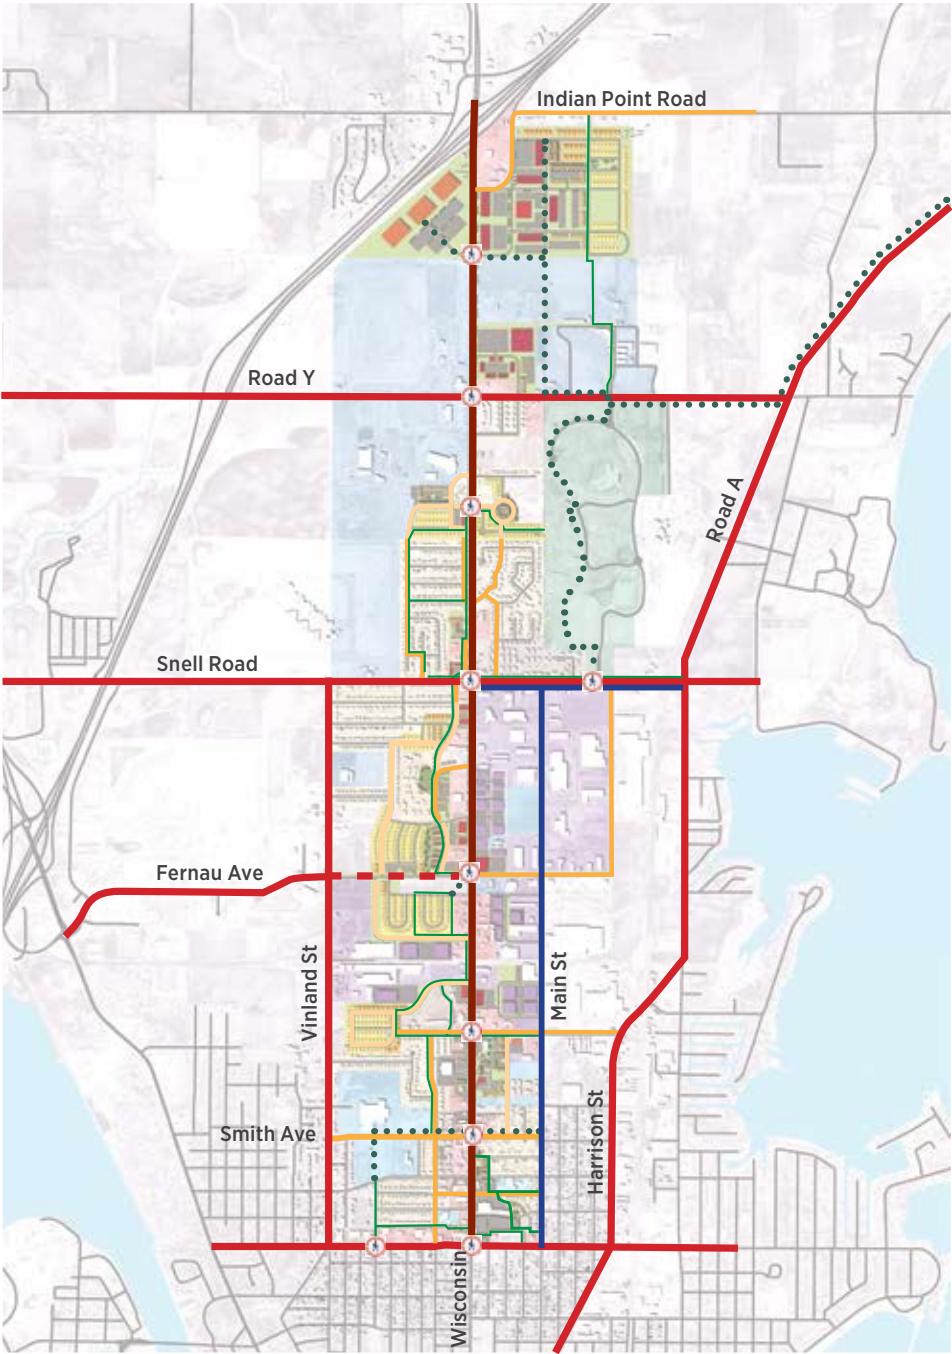 Indian Point Road
Road Y
Road A
Snell Road
Fernau Ave
Vinland St
Main St
Smith Ave
Harrison St
Wisconsin